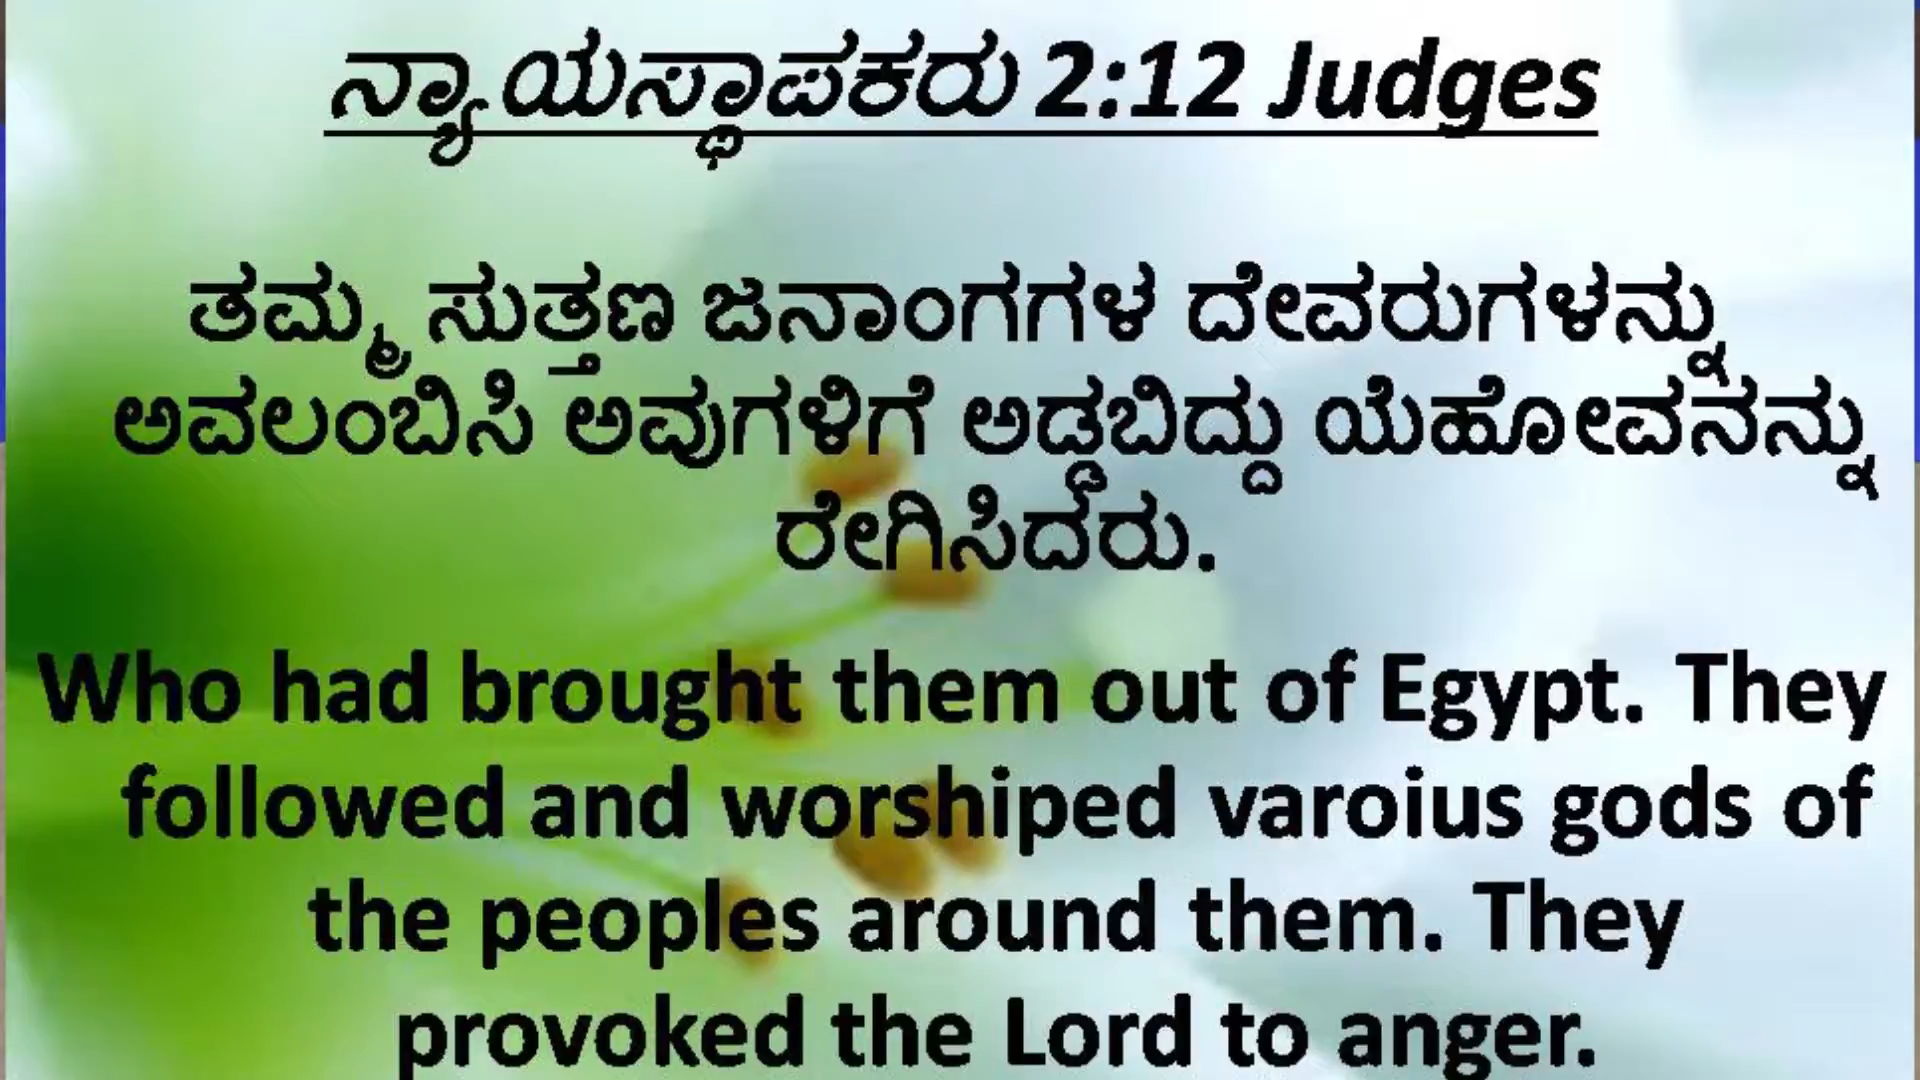 ನ್ಯಾಯಸ್ಥಾಪಕರು 2:12 Judges
ತಮ್ಮ ಸುತ್ತಣ ಜನಾಂಗಗಳ ದೇವರುಗಳನ್ನು
ಅವಲಂಬಿಸಿ ಅವುಗಳಿಗೆ ಅಡ್ಡಬಿದ್ದು ಯೆಹೋವನನ್ನು
ರೇಗಿಸಿದರು.
Who had brought them out of Egypt. They
followed and worshiped varoius gods of
the peoples around them. They
provoked the Lord to anger.